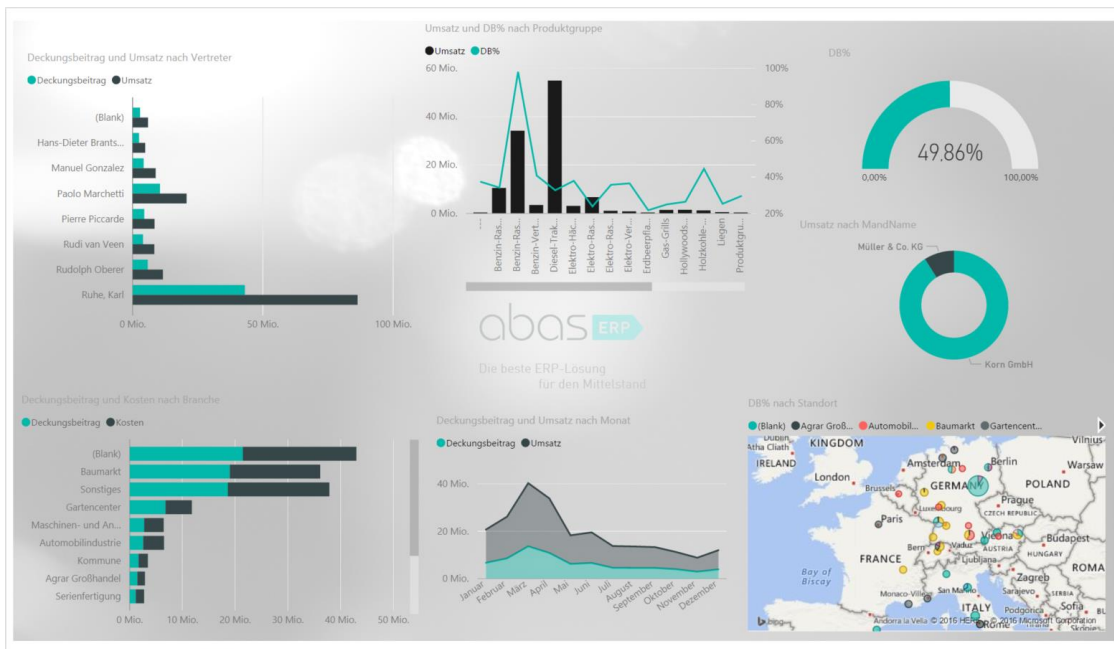 Deckungsbeitrag und Umsatz nach Vertreter
Deckungsbeitrag Umsatz
(Blank)
Hans-Dieter Brants...
Manuel Gonzalez
Paolo Marchetti
Pierre Piccarde
Rudi van Veen
Rudolph Oberer
Ruhe, Karl
0 Mio. 50 Mio. 100 Mio.
Umsatz und DB% nach Produktgruppe
Umsatz DB%
60 Mio.
40 Mio.
20 Mio.
0 Mio.
100%
80%
60%
40%
20%
...
Benzin-Ras...
Benzin-Ras...
Benzin-Vert...
Diesel-Trak...
Elektro-Häc...
Elektro-Ras...
Elektro-Ras...
Elektro-Ver...
Erdbeerpfla...
Gas-Grills
Hollywoods...
Holzkohle-...
Liegen
Produktgru...
DB%
49,86%
0,00% 100,00%
Umsatz nach MandName
Müller & Co. KG
Korn GmbH
abas ERP
Die beste ERP-Lösung
für den Mittelstand
Deckungsbeitrag und Kosten nach Branche
Deckungsbeitrag Kosten
(Blank)
Baumarkt
Sonstiges
Gartencenter
Maschinen- und An...
Automobilindustrie
Kommune
Agrar Großhandel
Serienfertigung
0 Mio. 10 Mio. 20 Mio. 30 Mio. 40 Mio. 50 Mio.
Deckungsbeitrag und Umsatz nach Monat
Deckungsbeitrag Umsatz
40 Mio.
20 Mio.
0 Mio.
Januar
Februar
März
April
Mai
Juni
Juli
August
September
Oktober
November
Dezember
DB% nach Standort
(Blank) Agrar Groß... Automobil... Baumarkt Gartencent...
Dublin
Atha Cliath
KINGDOM
IRELAND
London
Amsterdam
Berlin
Vilnius
Warsaw
POLAND
Brussels
GERMANY
Prague
CZECH REPUBLIC
Luxembourg
Paris
Vienna
Budapest
Bern
Vaduz
AUSTRIA
HUNGARY
FRANCE
Ljubljana
ROMA
Zagreb
Bay of
Biscay
Monaco-Ville
San Marino
Sarajevo
SERBIA
ITALY
Podgorica
Sofia
BU
bing
Andorra la Vella
Rome
Tirana
Skopje
© 2016 HERE © 2016 Microsoft Corporation